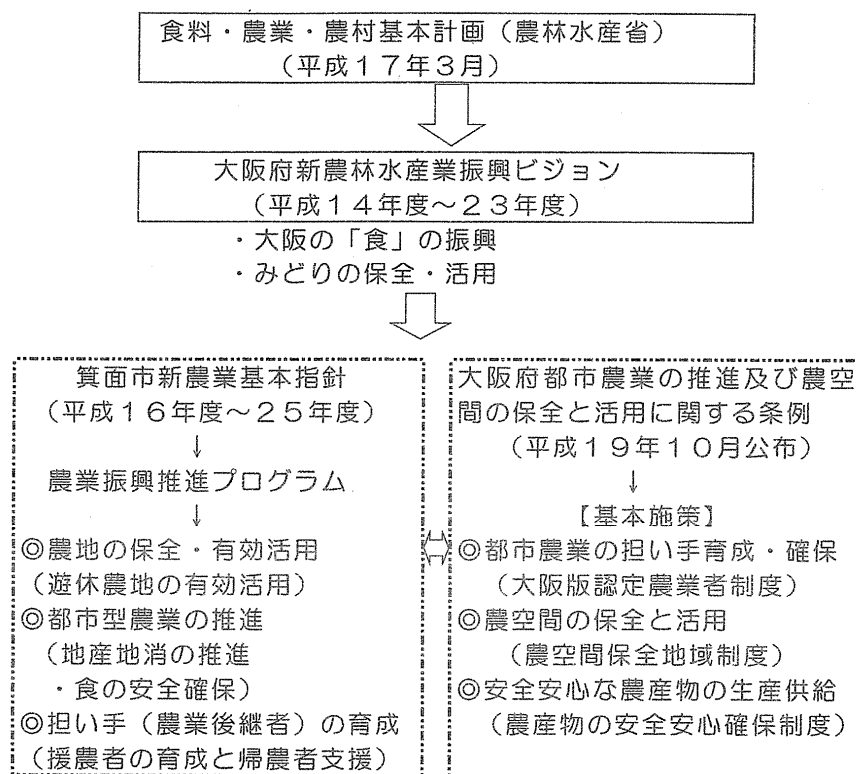 食料・農業・農村基本計画（農林水産省）
（平成１７年３月）
大阪府新農林水産業振興ビジョン
（平成１４年度～２３年度）
・大阪の「食」の振興
・みどりの保全・活用
箕面市新農業基本指針
（平成１６年度～２５年度）
↓
農業振興推進プログラム
↓
◎農地の保全・有効活用
（遊休農地の有効活用）
◎都市型農業の推進
（地産地消の推進
・食の安全確保）
◎担い手（農業後継者）の育成
（援農者の育成と帰農者支援）
大阪府都市農業の推進及び農空
間の保全と活用に関する条例
（平成１９年１０月公布）
↓
【基本施策】
◎都市農業の担い手育成・確保
（大阪版認定農業者制度）
◎農空間の保全と活用
（農空間保全地域制度）
◎安全安心な農産物の生産供給
（農産物の安全安心確保制度）